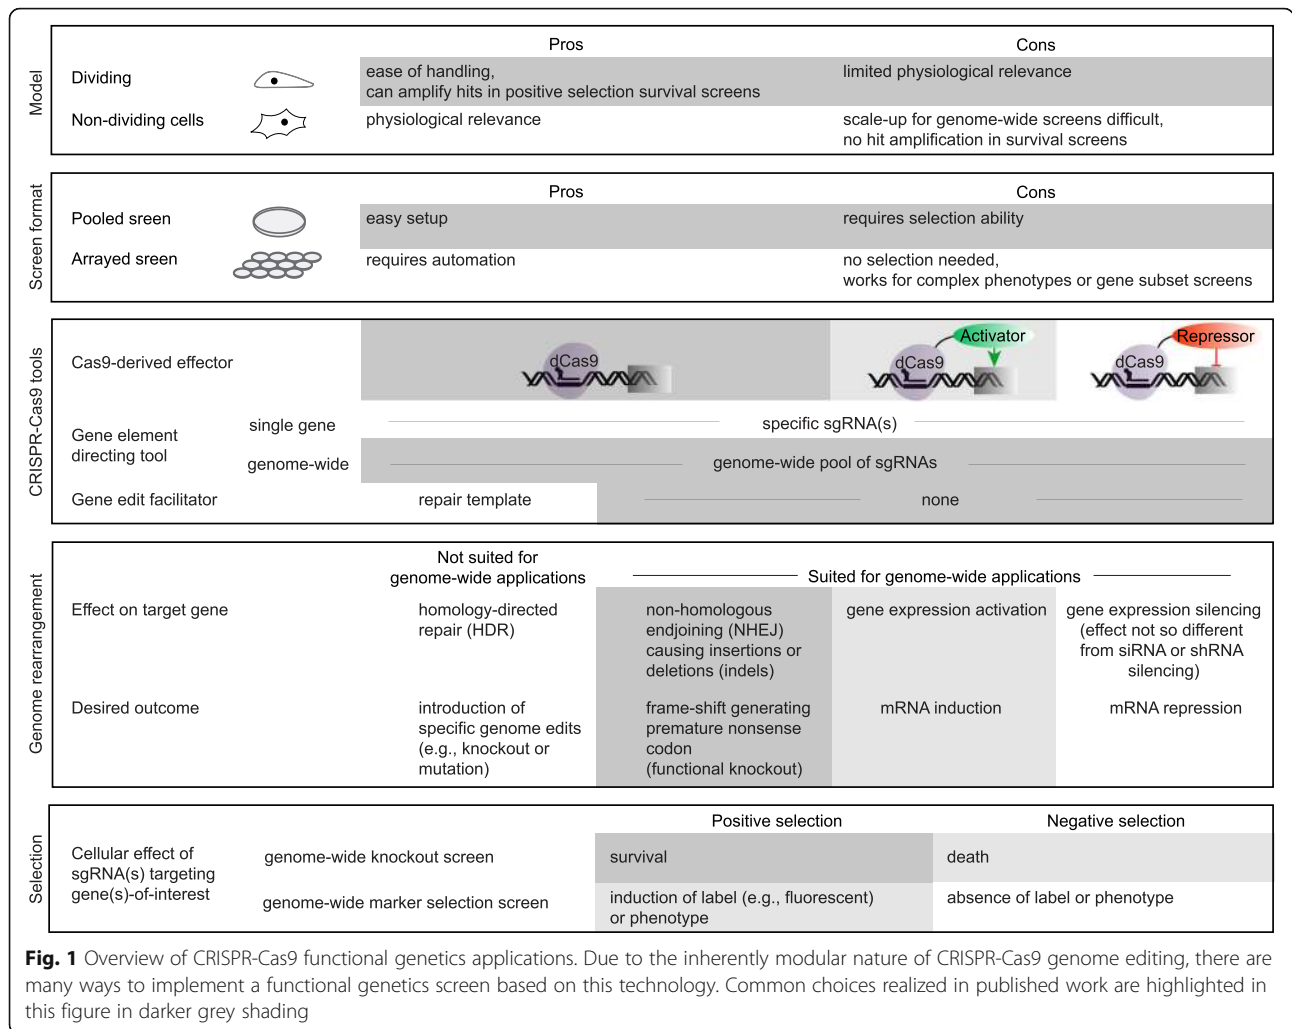 Model
Pros
Cons
Dividing
ease of handling,
can amplify hits in positive selection survival screens
limited physiological relevance
Non-dividing cells
physiological relevance
scale-up for genome-wide screens difficult,
no hit amplification in survival screens
Screen format
Pros
Cons
Pooled sreen
easy setup
requires selection ability
Arrayed sreen
requires automation
no selection needed,
works for complex phenotypes or gene subset screens
CRISPR-Cas9 tools
Cas9-derived effector
dCas9
dCas9
Activator
dCas9
Repressor
Gene element
directing tool
single gene
specific sgRNA(s)
genome-wide
genome-wide pool of sgRNAs
Gene edit facilitator
repair template
none
Genome rearrangement
Not suited for
genome-wide applications
Suited for genome-wide applications
Effect on target gene
homology-directed
repair (HDR)
non-homologous
endjoining (NHEJ)
causing insertions or
deletions (indels)
gene expression activation
gene expression silencing
(effect not so different
from siRNA or shRNA
silencing)
Desired outcome
introduction of
specific genome edits
(e.g., knockout or
mutation)
frame-shift generating
premature nonsense
codon
(functional knockout)
mRNA induction
mRNA repression
Selection
Positive selection
Negative selection
Cellular effect of
sgRNA(s) targeting
gene(s)-of-interest
genome-wide knockout screen
survival
death
genome-wide marker selection screen
induction of label (e.g., fluorescent)
or phenotype
absence of label or phenotype
Fig. 1 Overview of CRISPR-Cas9 functional genetics applications. Due to the inherently modular nature of CRISPR-Cas9 genome editing, there are
many ways to implement a functional genetics screen based on this technology. Common choices realized in published work are highlighted in
this figure in darker grey shading